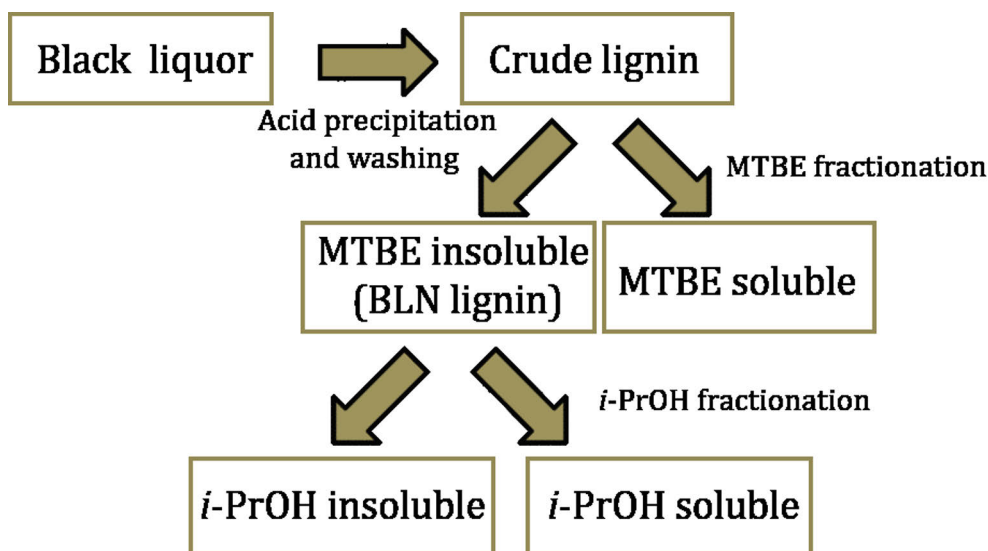 Black liquor
Crude lignin
Acid precipitation
and washing
MTBE fractionation
MTBE insoluble
(BLN lignin)
MTBE soluble
i-PrOH fractionation
i-PrOH insoluble
i-PrOH soluble